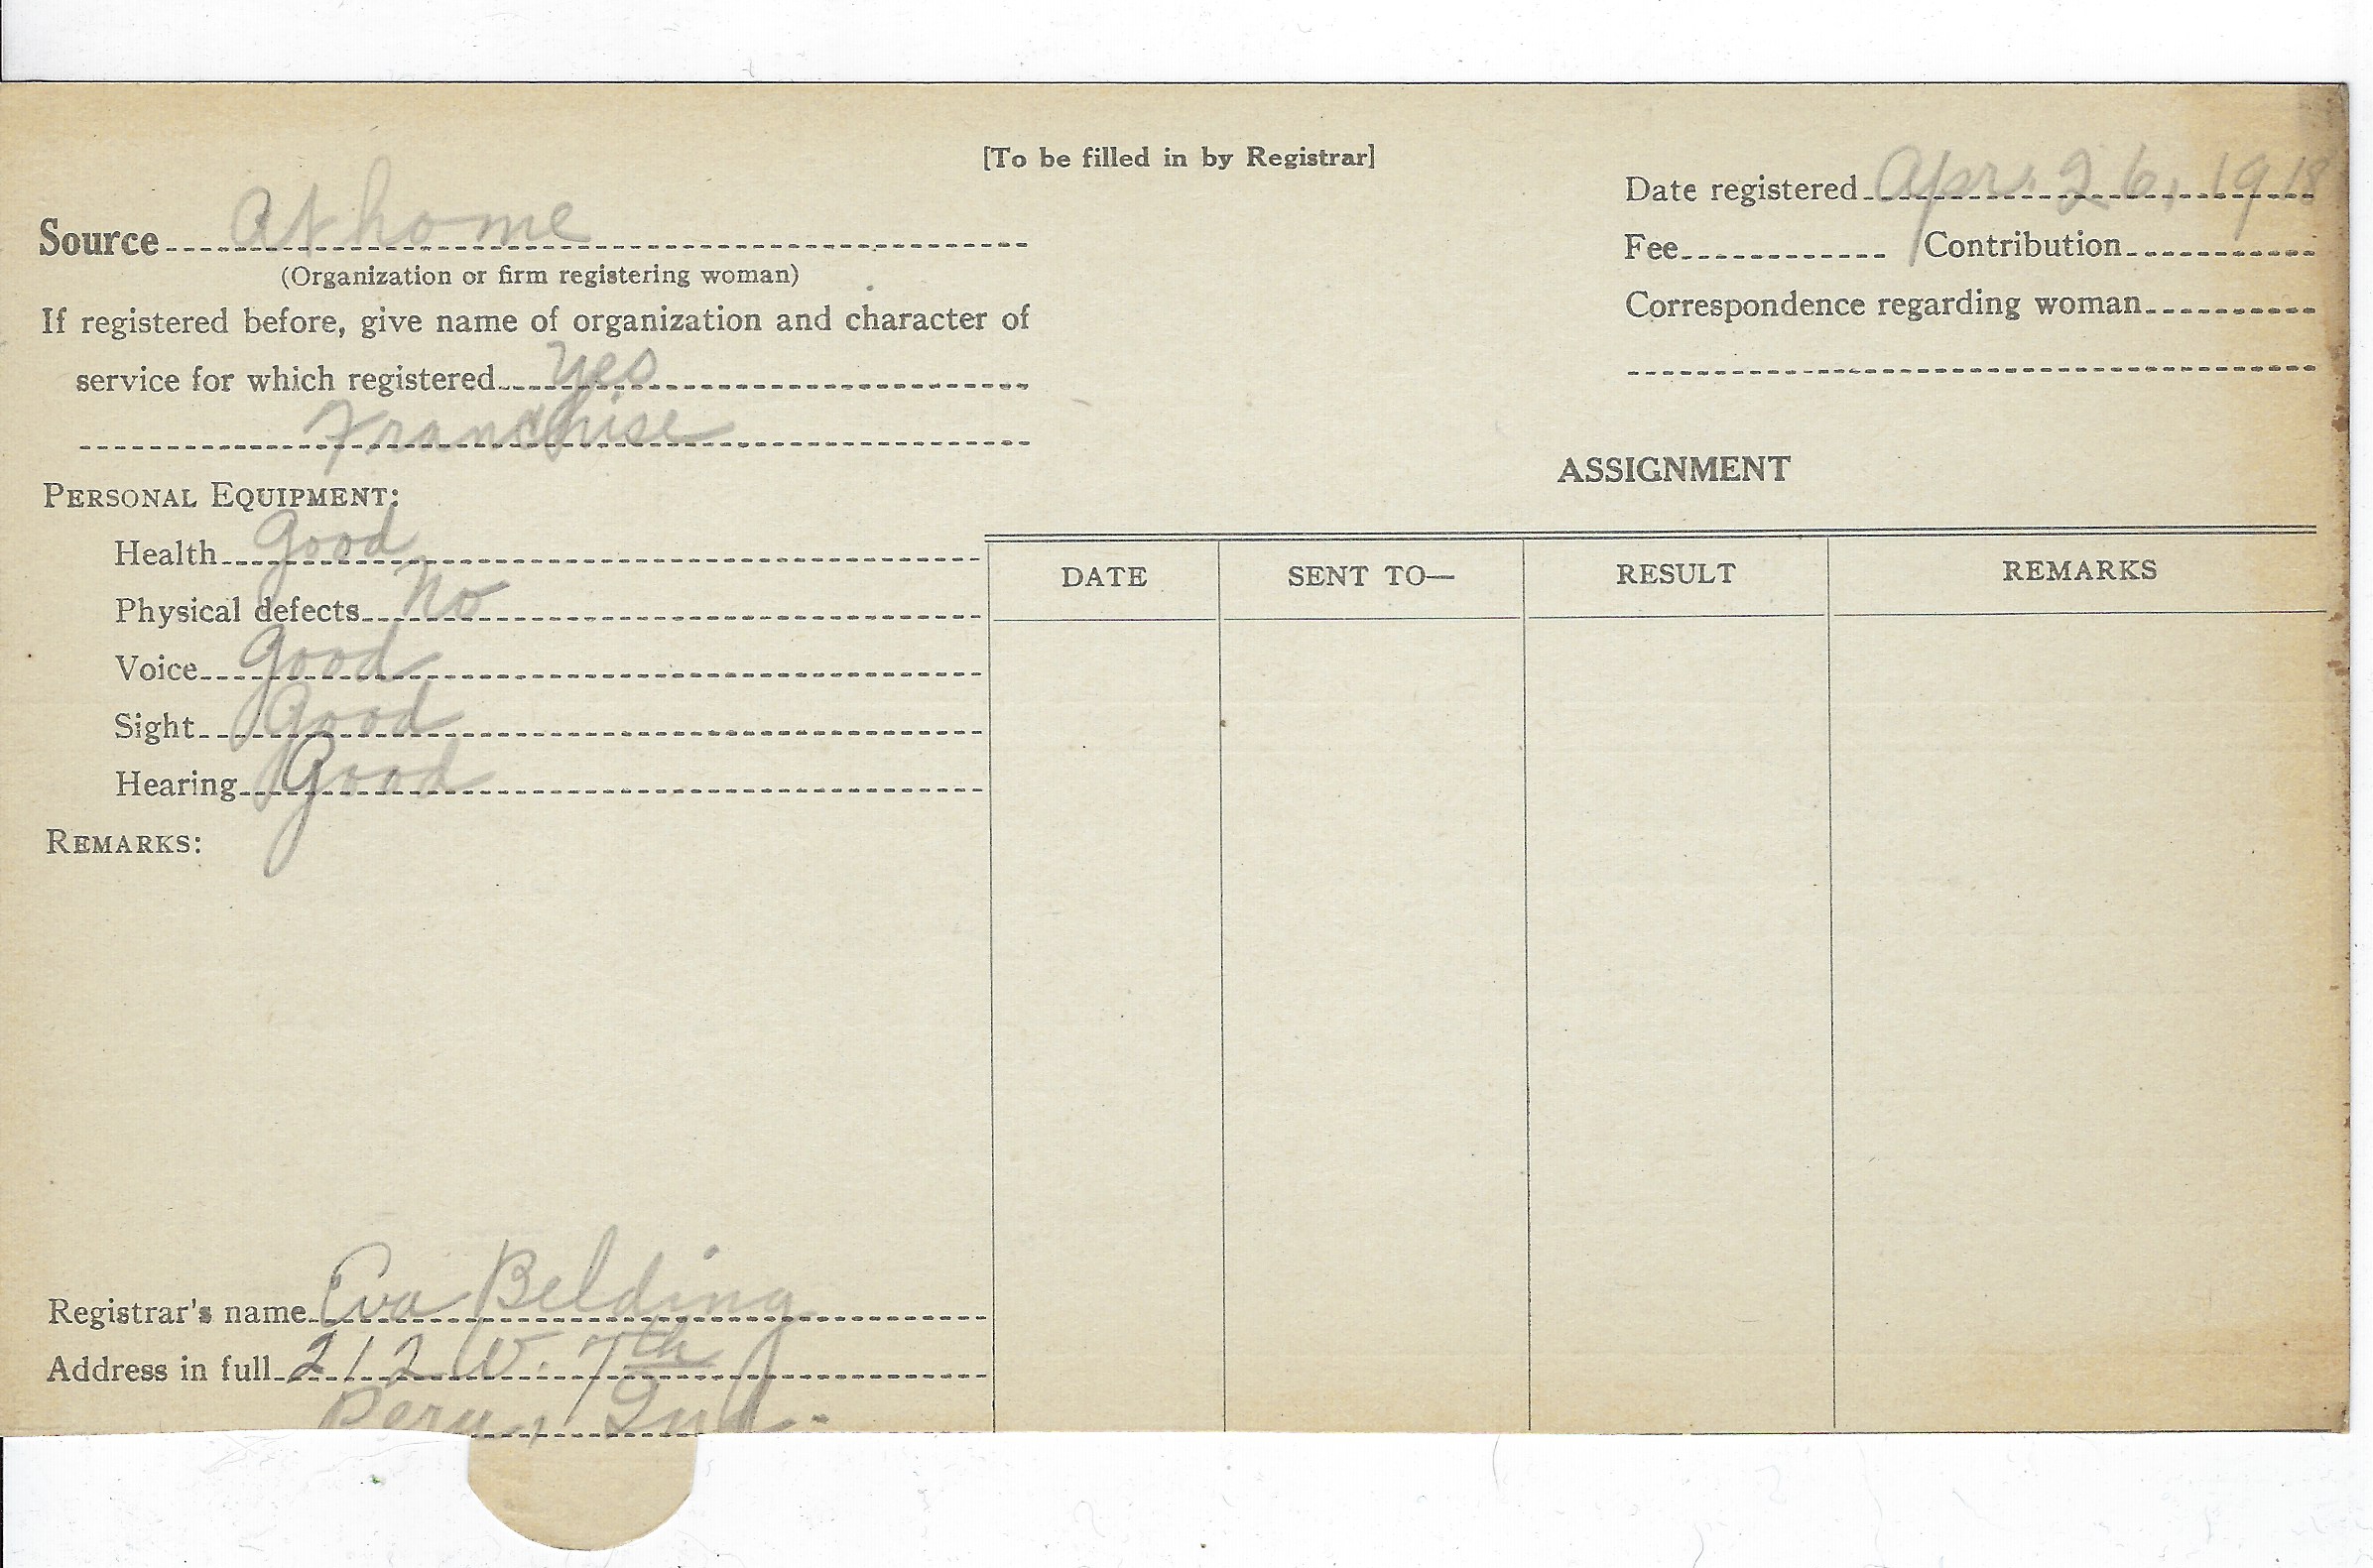 [To be filled in by Registrar]
Date registered Apr. 26, 1918
Source At home
(Organization or firm registering woman)
Fee Contribution
If registered before, give name of organization and character of
service for which registered Yes
Franchise
Correspondence regarding woman
PERSONAL EQUIPMENT:
Health Good
Physical defects No
Voice Good
Sight Good
Hearing Good
REMARKS:
ASSIGNMENT
DATE SENT TO— RESULT REMARKS
Registrar's name Eva Belding
Address in full 212 W. 7th
Peru, Ind.